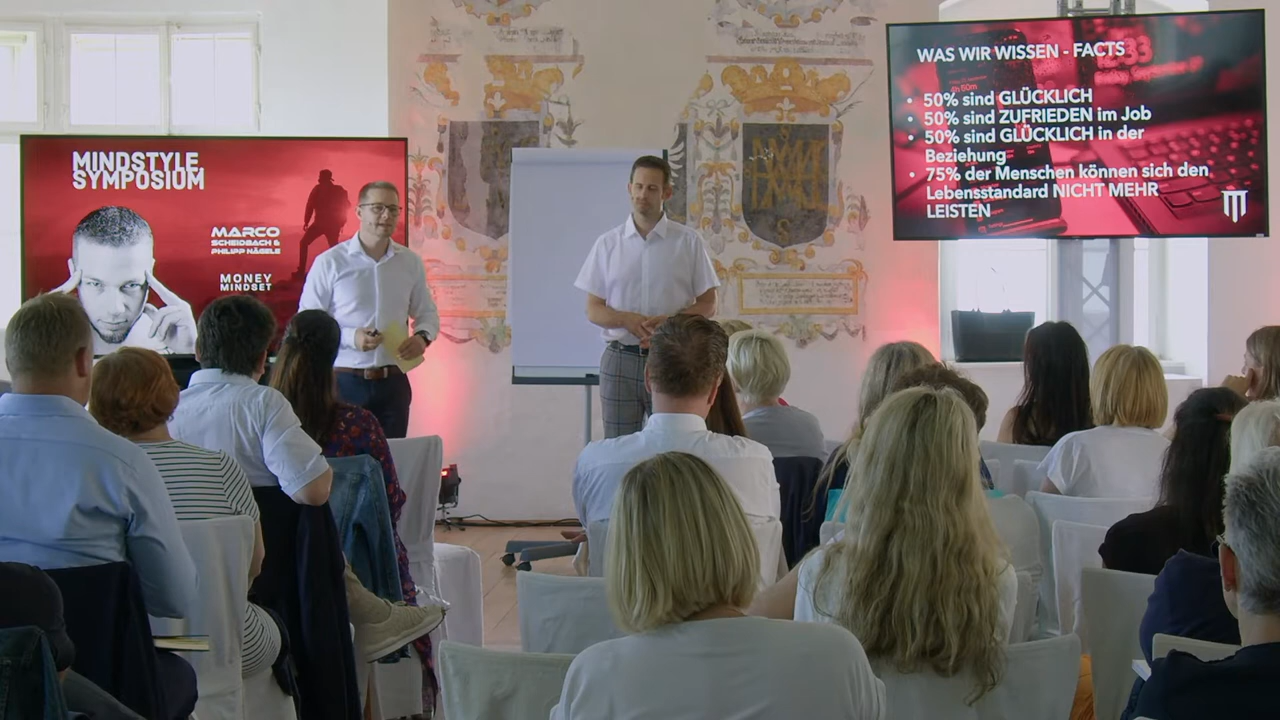 MINDSTYLE
SYMPOSIUM
MARCO
SCHEIDBACH &
PHILIPP NÄGELE
MONEY
MINDSET
WAS WIR WISSEN - FACTS
• 50% sind GLÜCKLICH
• 50% sind ZUFRIEDEN im Job
• 50% sind GLÜCKLICH in der
Beziehung
• 75% der Menschen können sich den
Lebensstandard NICHT MEHR
LEISTEN